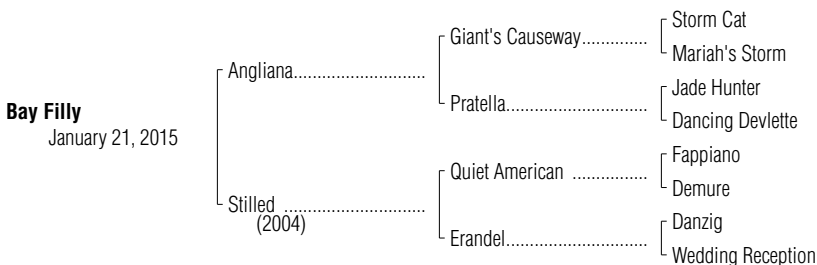 Bay Filly
January 21, 2015
Angliana............................
Stilled ..............................
(2004)
Giant's Causeway..............
Pratella..............................
Quiet American ................
Erandel..............................
Storm Cat
Mariah's Storm
Jade Hunter
Dancing Devlette
Fappiano
Demure
Danzig
Wedding Reception